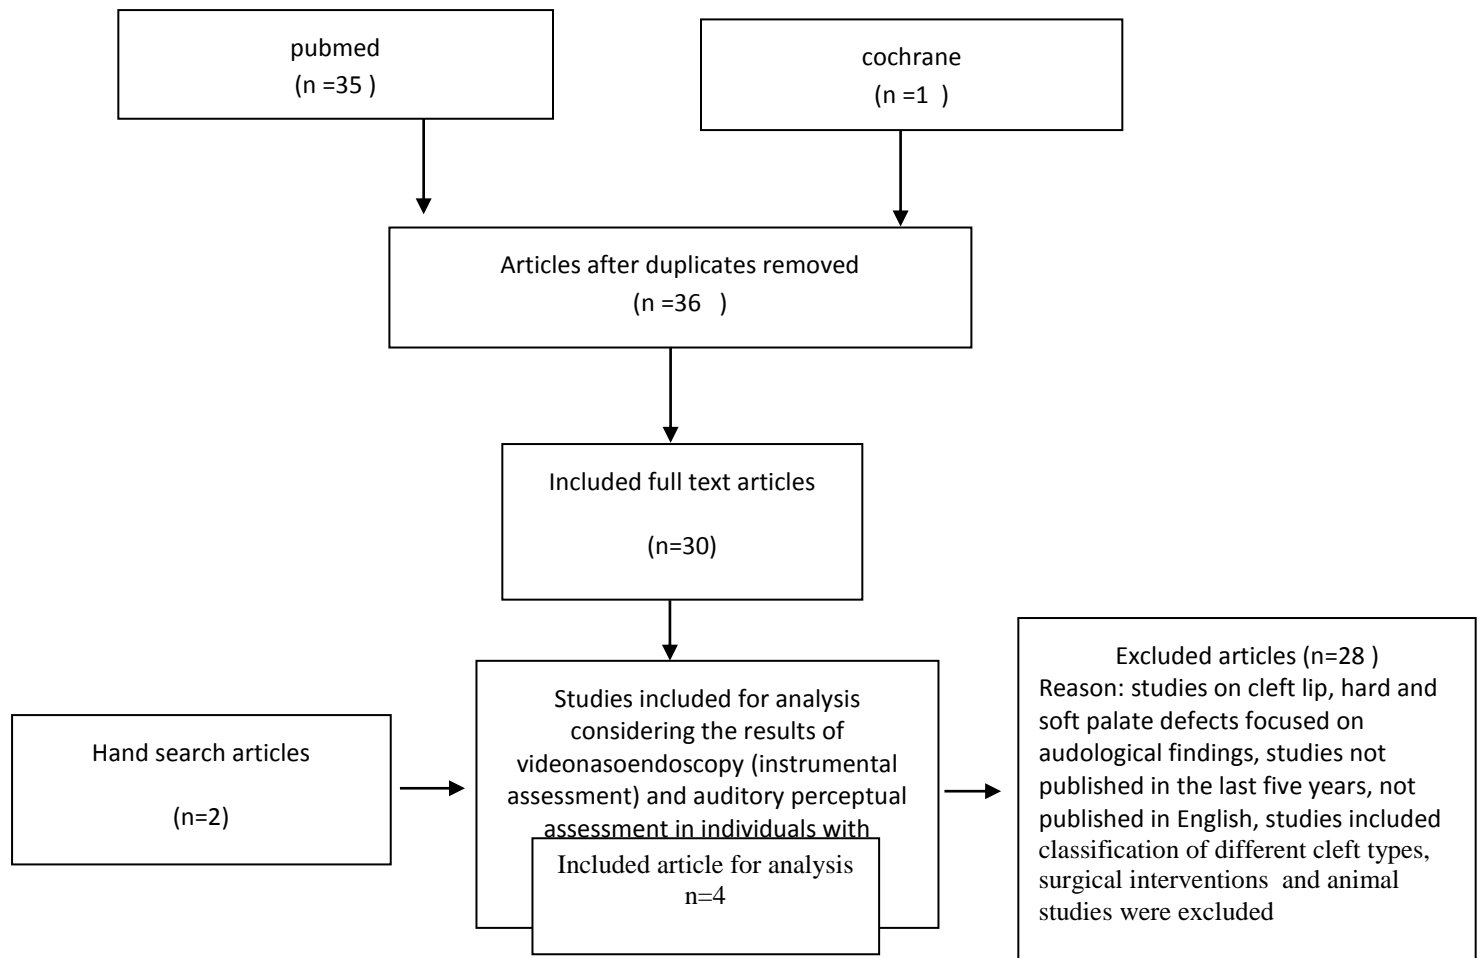 pubmed
(n =35 )
cochrane
(n =1 )
Articles after duplicates removed
(n =36 )
Included full text articles
(n=30)
Hand search articles
(n=2)
Studies included for analysis
considering the results of
videonasoendoscopy (instrumental
assessment) and auditory perceptual
assessment in individuals with
Included article for analysis
n=4
Excluded articles (n=28 )
Reason: studies on cleft lip, hard and
soft palate defects focused on
audological findings, studies not
published in the last five years, not
published in English, studies included
classification of different cleft types,
surgical interventions and animal
studies were excluded